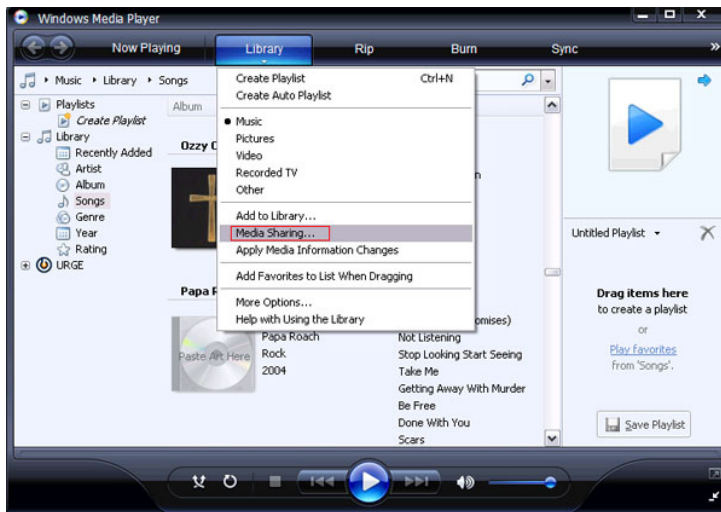 Windows Media Player
Now Playing
Library
Rip
Burn
Sync
»
Music ▸ Library ▸ Songs
Playlists
Create Playlist
Library
Recently Added
Artist
Album
Songs
Genre
Year
Rating
URGE
Album
Ozzy
Papa
Paste Art Here
Create Playlist Ctrl+N
Create Auto Playlist
● Music
Pictures
Video
Recorded TV
Other
Add to Library...
Media Sharing...
Apply Media Information Changes
Add Favorites to List When Dragging
More Options...
Help with Using the Library
Papa Roach
Rock
2004
Not Listening
Stop Looking Start Seeing
Take Me
Getting Away With Murder
Be Free
Done With You
Scars
Untitled Playlist
Drag items here
to create a playlist
or
Play favorites
from 'Songs'.
Save Playlist